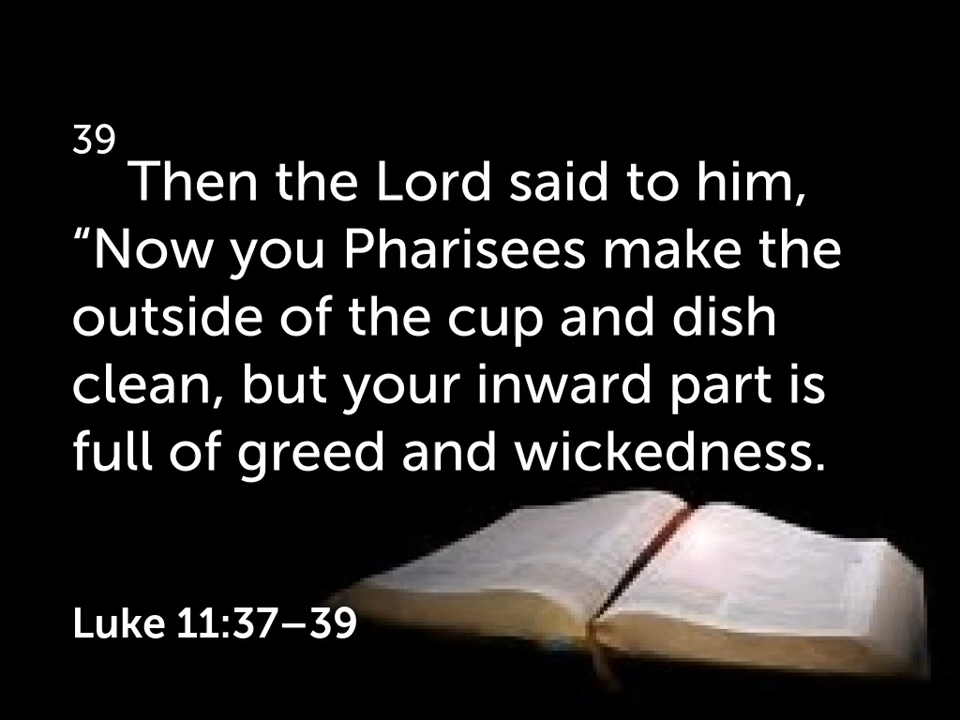 39
Then the Lord said to him,
“Now you Pharisees make the
outside of the cup and dish
clean, but your inward part is
full of greed and wickedness.
Luke 11:37–39